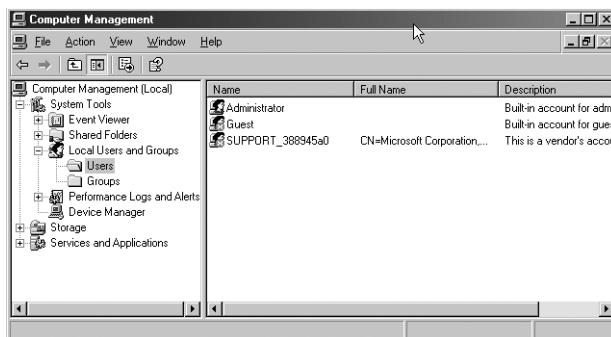 Computer Management
File Action View Window Help
Computer Management (Local)
System Tools
Event Viewer
Shared Folders
Local Users and Groups
Users
Groups
Performance Logs and Alerts
Device Manager
Storage
Services and Applications
Name Full Name Description
Administrator Built-in account for adm
Guest Built-in account for gue
SUPPORT_388945a0 CN=Microsoft Corporation,... This is a vendor's acco